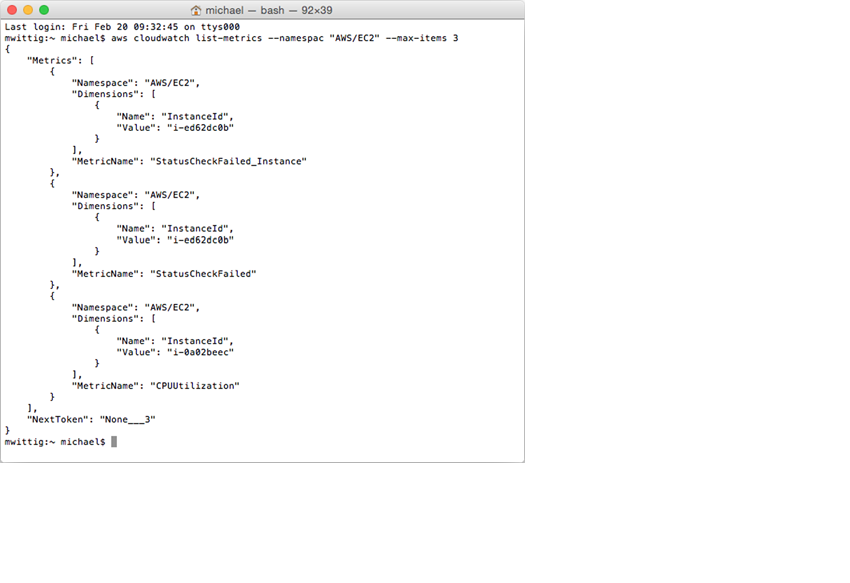 michael — bash — 92×39
Last login: Fri Feb 20 09:32:45 on ttys000
mwittig:~ michael$ aws cloudwatch list-metrics --namespac "AWS/EC2" --max-items 3
{
    "Metrics": [
        {
            "Namespace": "AWS/EC2",
            "Dimensions": [
                {
                    "Name": "InstanceId",
                    "Value": "i-ed62dc0b"
                }
            ],
            "MetricName": "StatusCheckFailed_Instance"
        },
        {
            "Namespace": "AWS/EC2",
            "Dimensions": [
                {
                    "Name": "InstanceId",
                    "Value": "i-ed62dc0b"
                }
            ],
            "MetricName": "StatusCheckFailed"
        },
        {
            "Namespace": "AWS/EC2",
            "Dimensions": [
                {
                    "Name": "InstanceId",
                    "Value": "i-0a02beec"
                }
            ],
            "MetricName": "CPUUtilization"
        }
    ],
    "NextToken": "None___3"
}
mwittig:~ michael$